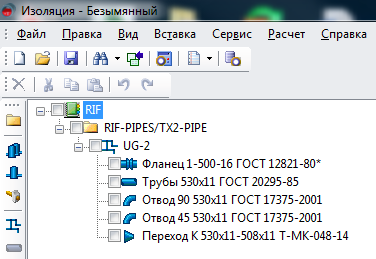 Изоляция - Безымянный
Файл Правка Вид Вставка Сервис Расчет Справка
RIF
RIF-PIPES/TX2-PIPE
UG-2
Фланец 1-500-16 ГОСТ 12821-80*
Трубы 530x11 ГОСТ 20295-85
Отвод 90 530x11 ГОСТ 17375-2001
Отвод 45 530x11 ГОСТ 17375-2001
Переход К 530x11-508x11 Т-МК-048-14